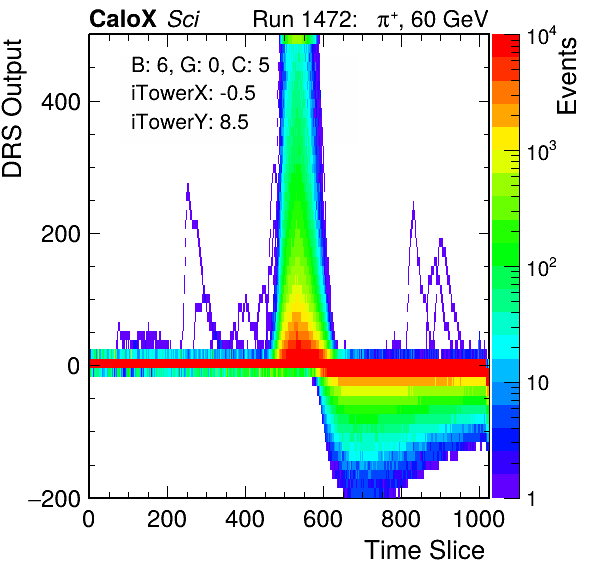 CaloX Sci Run 1472: π⁺, 60 GeV
B: 6, G: 0, C: 5
iTowerX: -0.5
iTowerY: 8.5
DRS Output
400
200
0
−200
0 200 400 600 800 1000
Time Slice
Events
10⁴
10³
10²
10
1